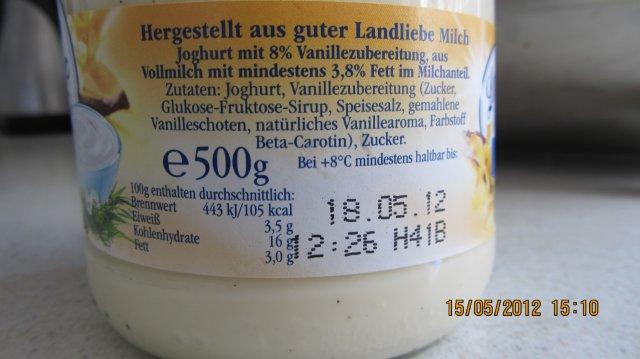 Hergestellt aus guter Landliebe Milch
Joghurt mit 8% Vanillezubereitung, aus
Vollmilch mit mindestens 3,8% Fett im Milchanteil.
Zutaten: Joghurt, Vanillezubereitung (Zucker,
Glukose-Fruktose-Sirup, Speisesalz, gemahlene
Vanilleschoten, natürliches Vanillearoma, Farbstoff
Beta-Carotin), Zucker.
e 500g Bei +8°C mindestens haltbar bis:
100g enthalten durchschnittlich:
Brennwert 443 kJ/105 kcal
Eiweiß 3,5 g
Kohlenhydrate 16 g
Fett 3,0 g
18.05.12
12:26 H41B
15/05/2012 15:10